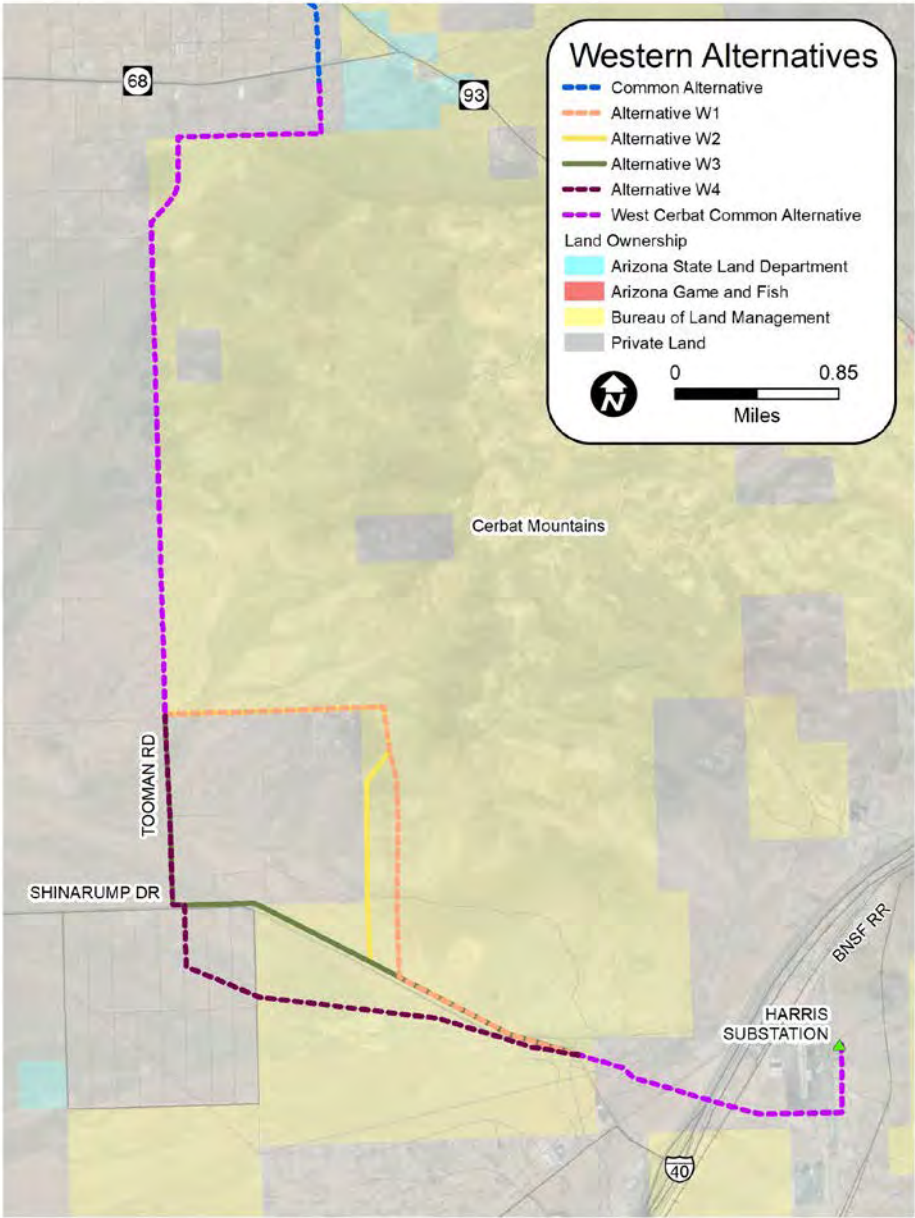 68
93
Western Alternatives
Common Alternative
Alternative W1
Alternative W2
Alternative W3
Alternative W4
West Cerbat Common Alternative
Land Ownership
Arizona State Land Department
Arizona Game and Fish
Bureau of Land Management
Private Land
N
0 0.85
Miles
Cerbat Mountains
TOOMAN RD
SHINARUMP DR
BNSF RR
HARRIS
SUBSTATION
40